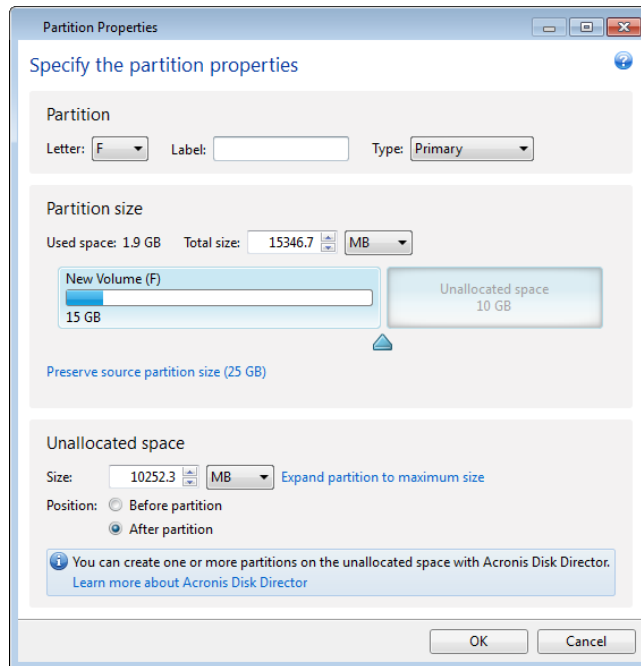 Partition Properties
Specify the partition properties
?
Partition
Letter: F Label: Type: Primary
Partition size
Used space: 1.9 GB Total size: 15346.7 MB
New Volume (F)
15 GB
Unallocated space
10 GB
Preserve source partition size (25 GB)
Unallocated space
Size: 10252.3 MB Expand partition to maximum size
Position: Before partition
After partition
You can create one or more partitions on the unallocated space with Acronis Disk Director.
Learn more about Acronis Disk Director
OK Cancel